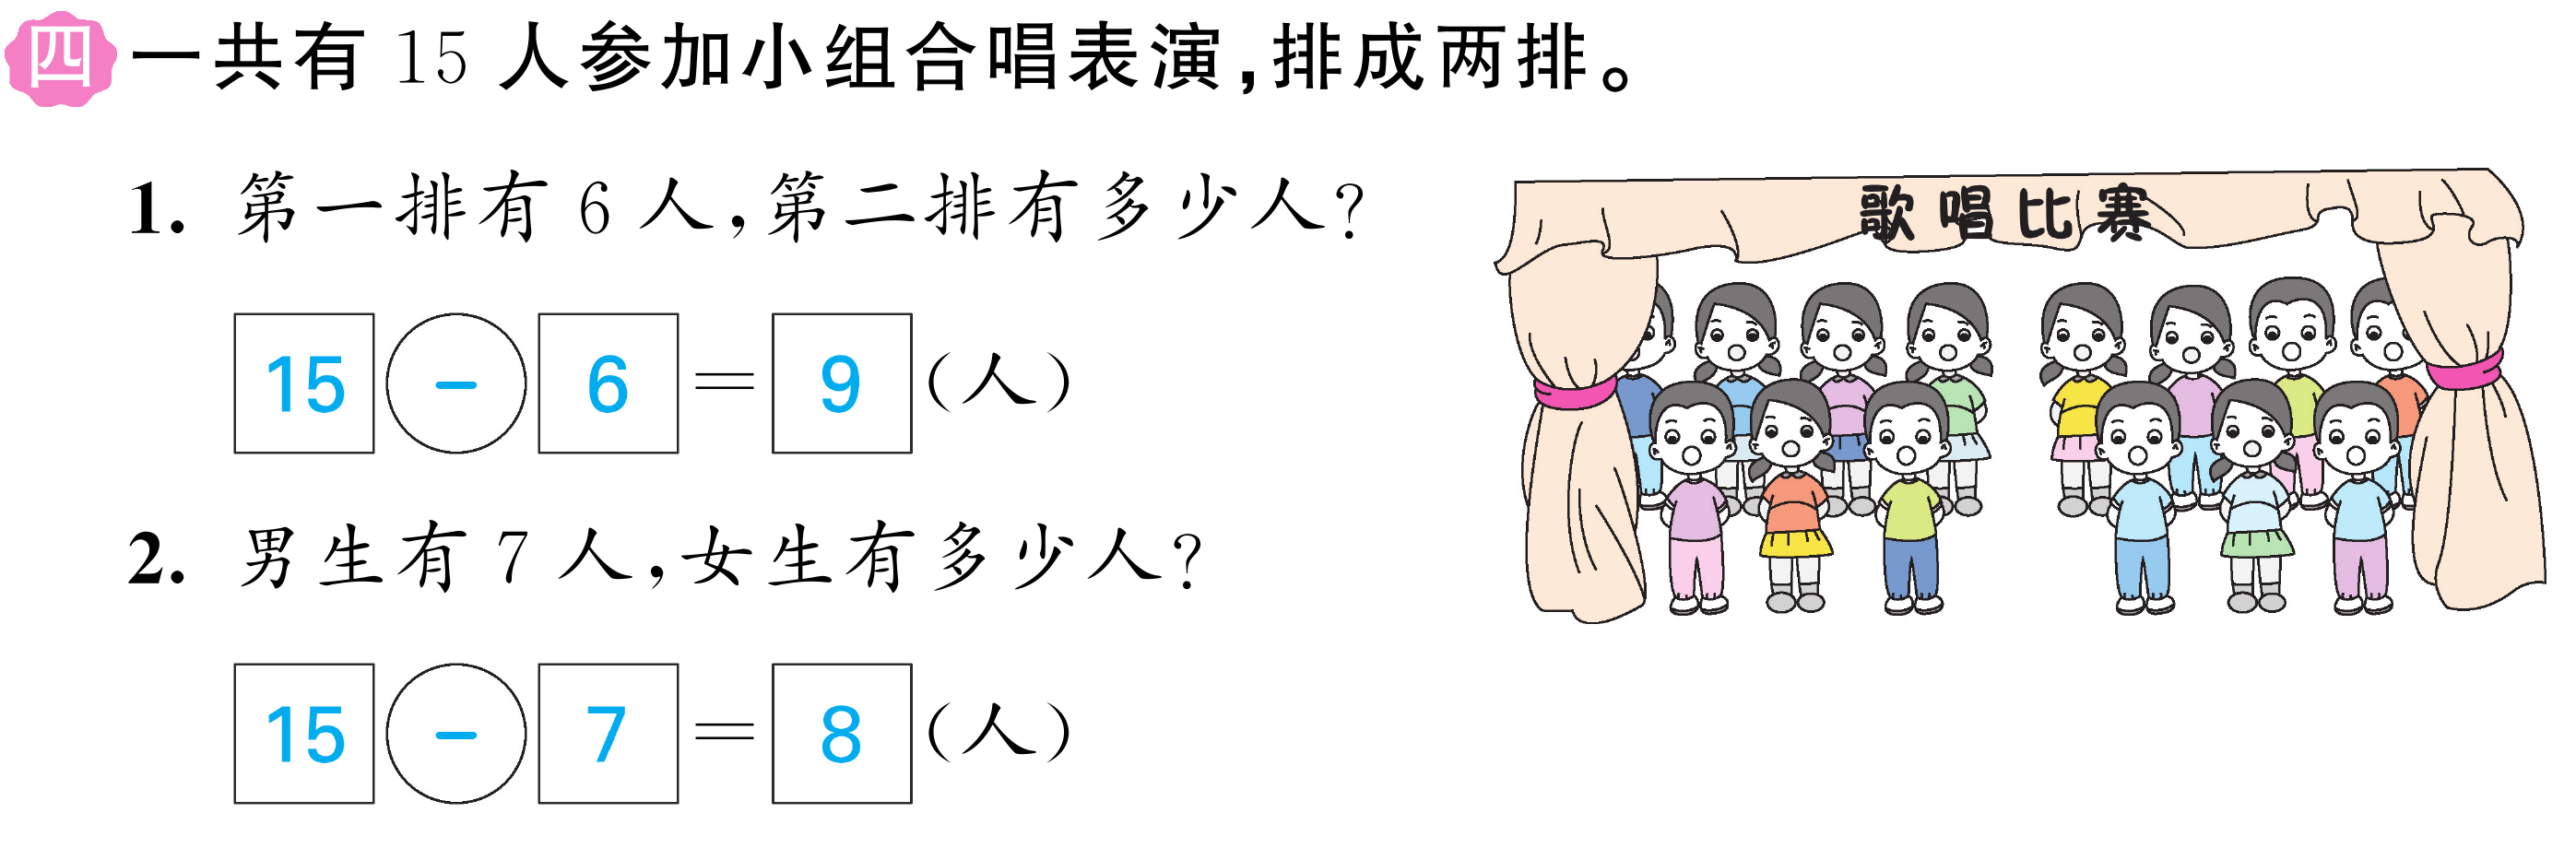 四 一共有 15 人参加小组合唱表演,排成两排。
1. 第一排有 6 人,第二排有多少人?
歌唱比赛
15 - 6 = 9 (人)
2. 男生有 7 人,女生有多少人?
15 - 7 = 8 (人)